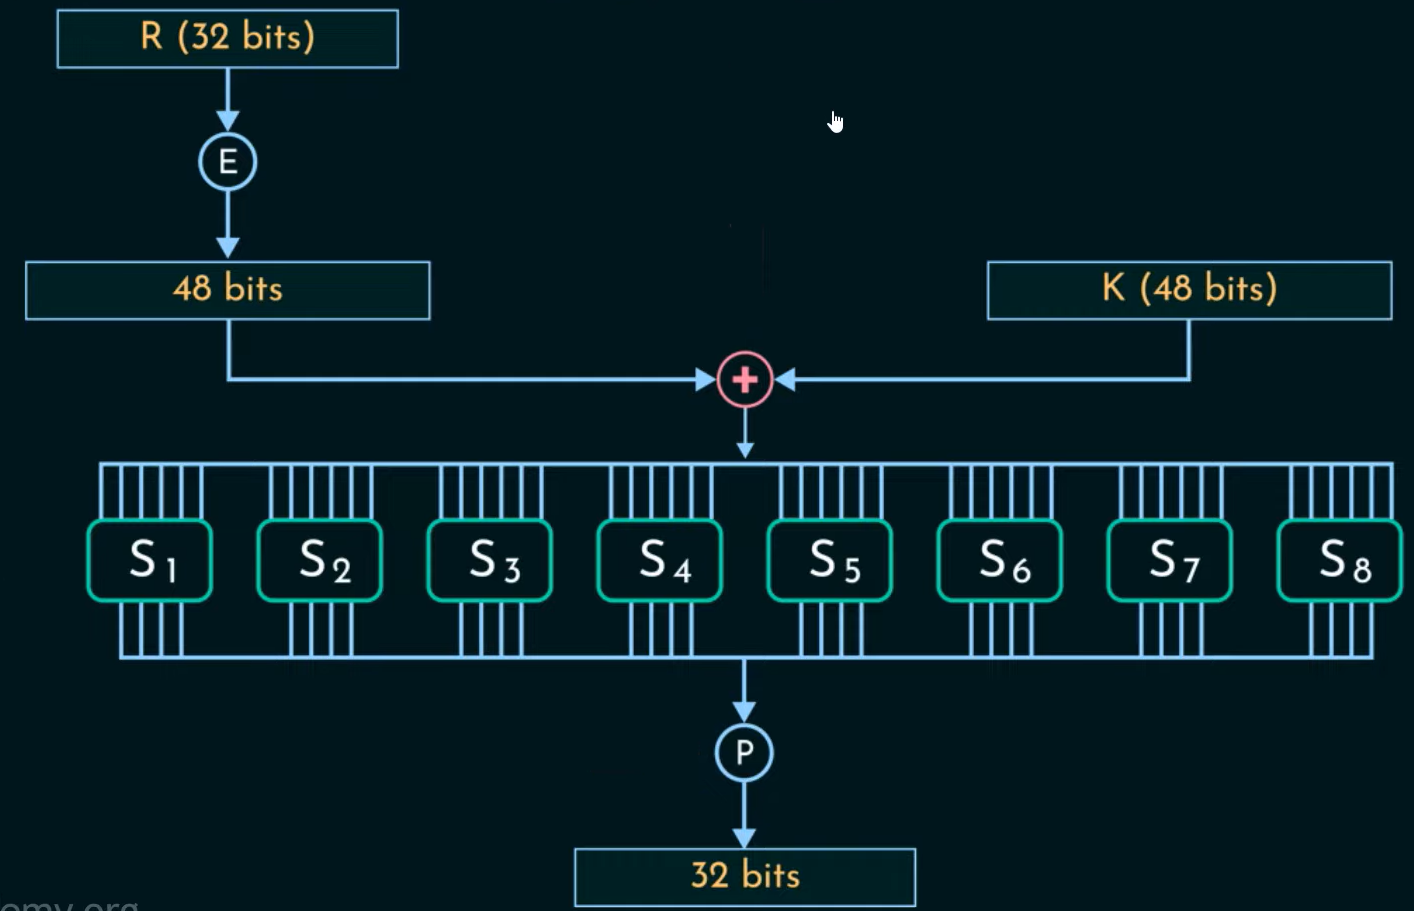 R (32 bits)
E
48 bits
K (48 bits)
+
S1 S2 S3 S4 S5 S6 S7 S8
P
32 bits